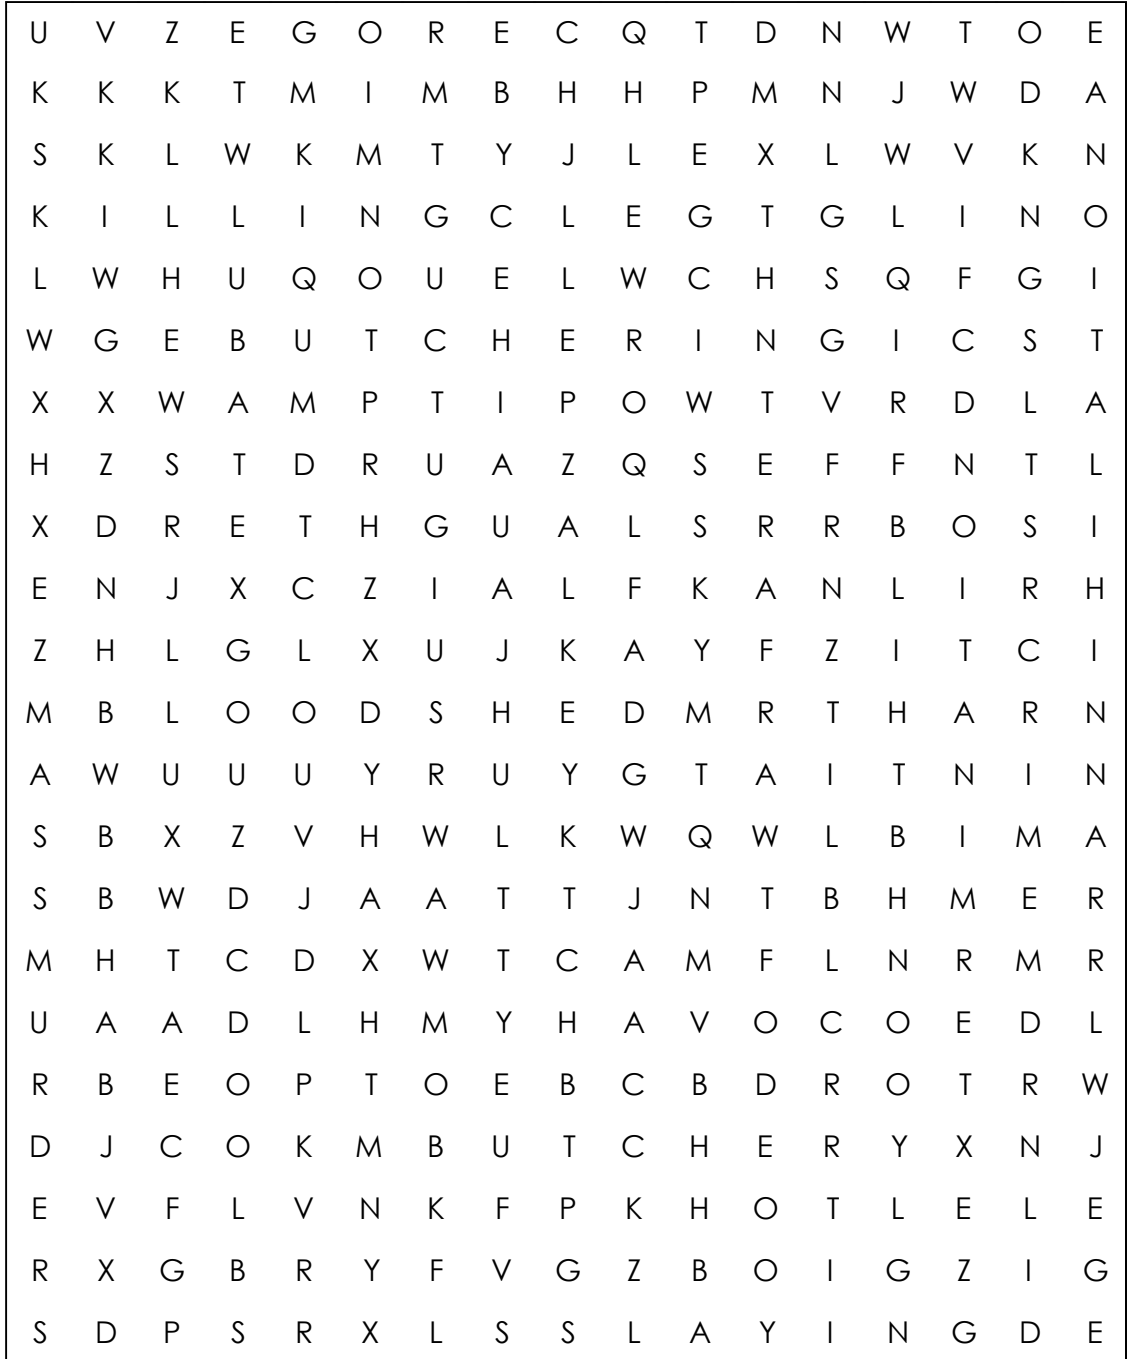 U V Z E G O R E C Q T D N W T O E
K K K T M I M B H H P M N J W D A
S K L W K M T Y J L E X L W V K N
K I L L I N G C L E G T G L I N O
L W H U Q O U E L W C H S Q F G I
W G E B U T C H E R I N G I C S T
X X W A M P T I P O W T V R D L A
H Z S T D R U A Z Q S E F F N T L
X D R E T H G U A L S R R B O S I
E N J X C Z I A L F K A N L I R H
Z H L G L X U J K A Y F Z I T C I
M B L O O D S H E D M R T H A R N
A W U U U Y R U Y G T A I T N I N
S B X Z V H W L K W Q W L B I M A
S B W D J A A T T J N T B H M E R
M H T C D X W T C A M F L N R M R
U A A D L H M Y H A V O C O E D L
R B E O P T O E B C B D R O T R W
D J C O K M B U T C H E R Y X N J
E V F L V N K F P K H O T L E L E
R X G B R Y F V G Z B O I G Z I G
S D P S R X L S S L A Y I N G D E